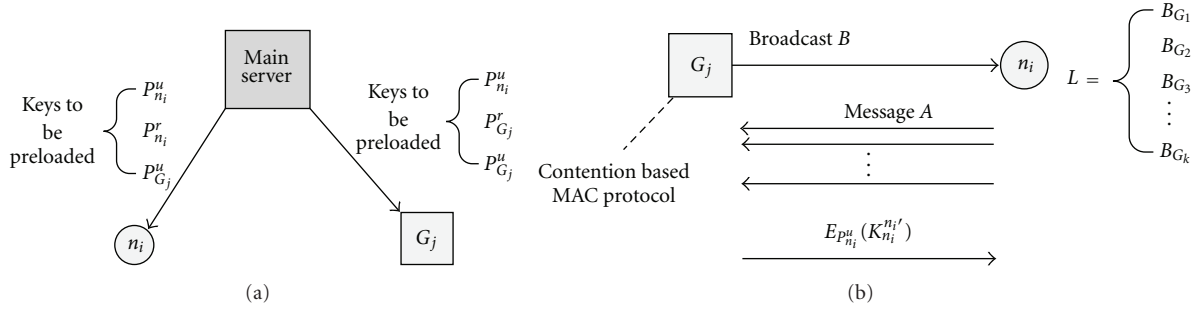 Main
server
Keys to
be
preloaded
P^u_{n_i}
P^r_{n_i}
P^u_{G_j}
Keys to
be
preloaded
P^u_{n_i}
P^r_{G_j}
P^u_{G_j}
n_i
G_j
(a)
G_j
Broadcast B
n_i
L =
B_{G_1}
B_{G_2}
B_{G_3}
⋮
B_{G_k}
Message A
⋮
Contention based
MAC protocol
E_{P^u_{n_i}}(K^{n_i'}_{n_i})
(b)